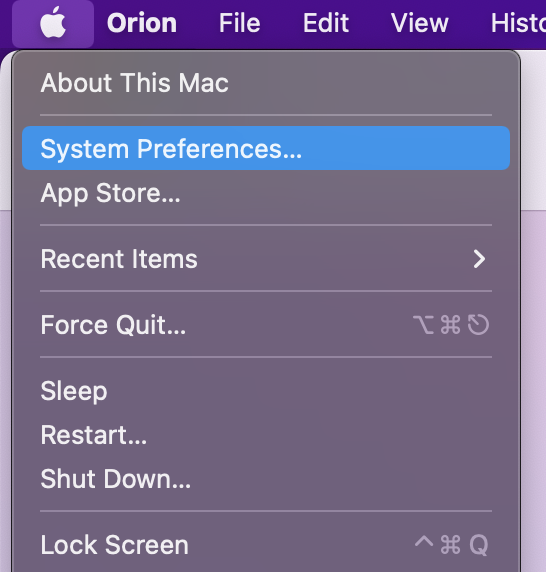 Orion File Edit View Histo
About This Mac
System Preferences...
App Store...
Recent Items
Force Quit... ⌥⌘⎋
Sleep
Restart...
Shut Down...
Lock Screen ^⌘Q